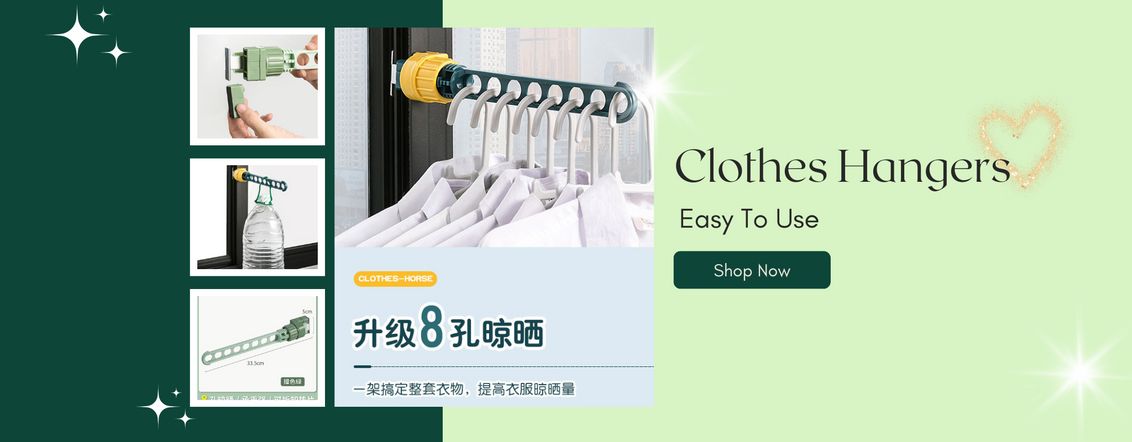 5cm
33.5cm
CLOTHES-HORSE
升级8孔晾晒
一架搞定整套衣物，提高衣服晾晒量
Clothes Hangers
Easy To Use
Shop Now